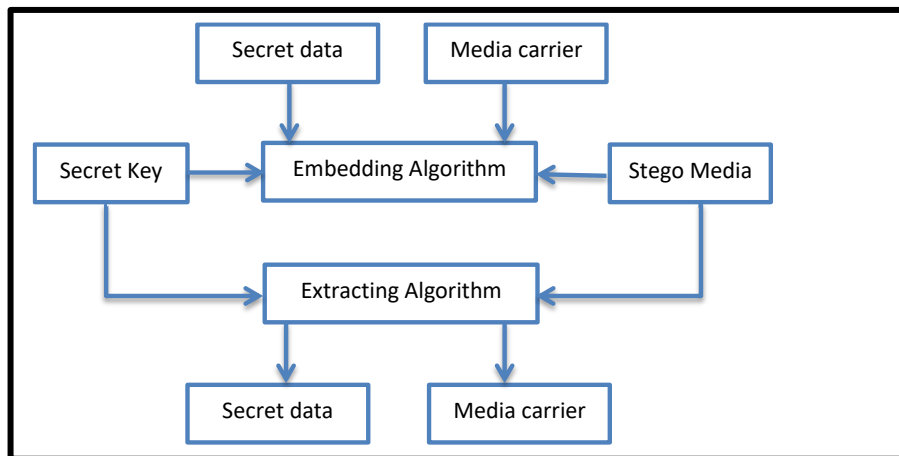 Secret data
Media carrier
Secret Key
Embedding Algorithm
Stego Media
Extracting Algorithm
Secret data
Media carrier